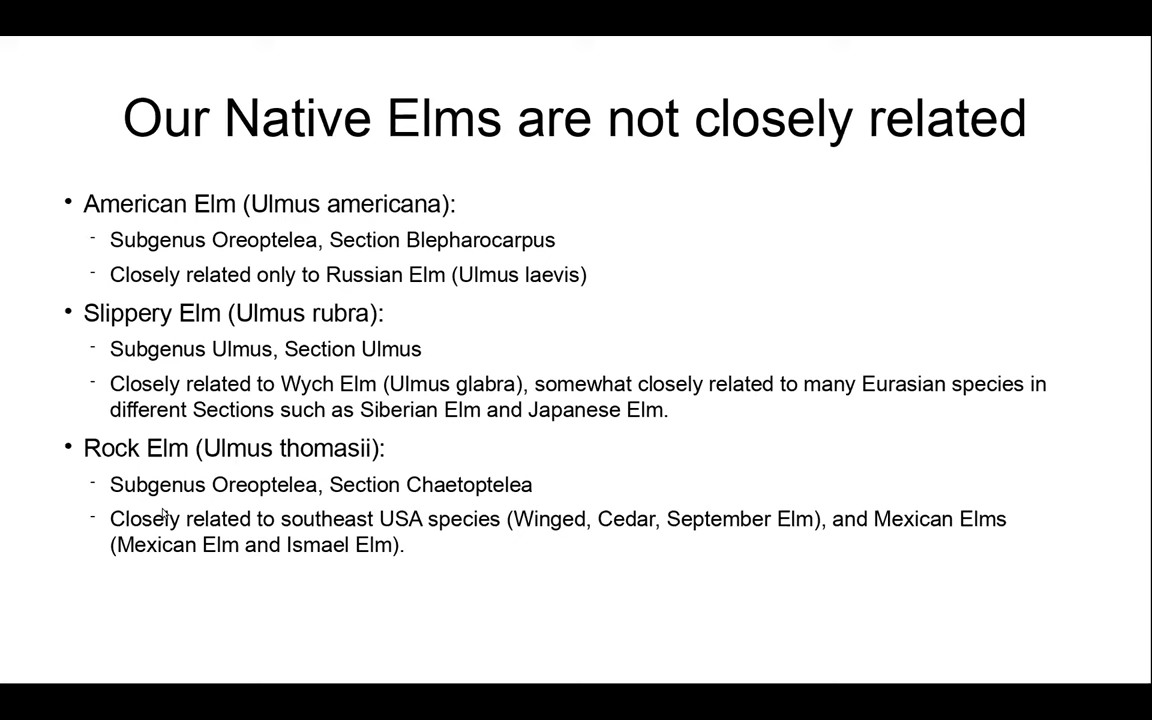 Our Native Elms are not closely related
• American Elm (Ulmus americana):
- Subgenus Oreoptelea, Section Blepharocarpus
- Closely related only to Russian Elm (Ulmus laevis)
• Slippery Elm (Ulmus rubra):
- Subgenus Ulmus, Section Ulmus
- Closely related to Wych Elm (Ulmus glabra), somewhat closely related to many Eurasian species in
different Sections such as Siberian Elm and Japanese Elm.
• Rock Elm (Ulmus thomasii):
- Subgenus Oreoptelea, Section Chaetoptelea
- Closely related to southeast USA species (Winged, Cedar, September Elm), and Mexican Elms
(Mexican Elm and Ismael Elm).